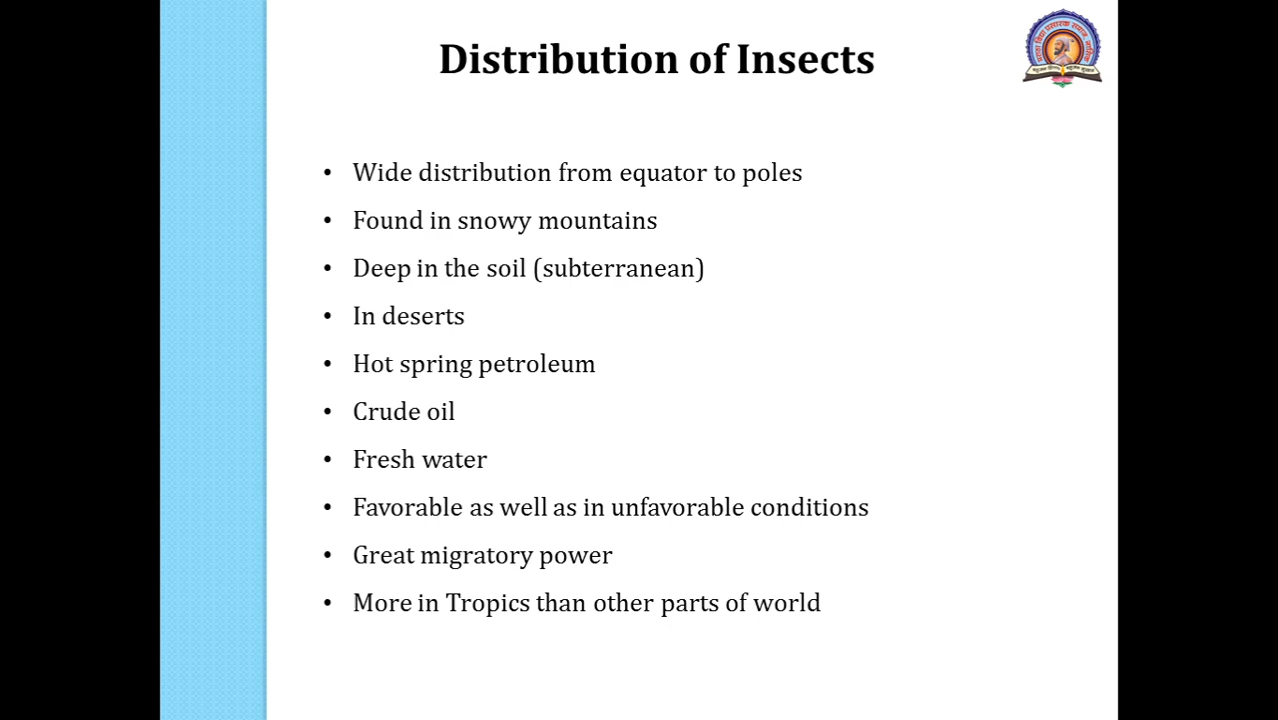 Distribution of Insects
• Wide distribution from equator to poles
• Found in snowy mountains
• Deep in the soil (subterranean)
• In deserts
• Hot spring petroleum
• Crude oil
• Fresh water
• Favorable as well as in unfavorable conditions
• Great migratory power
• More in Tropics than other parts of world